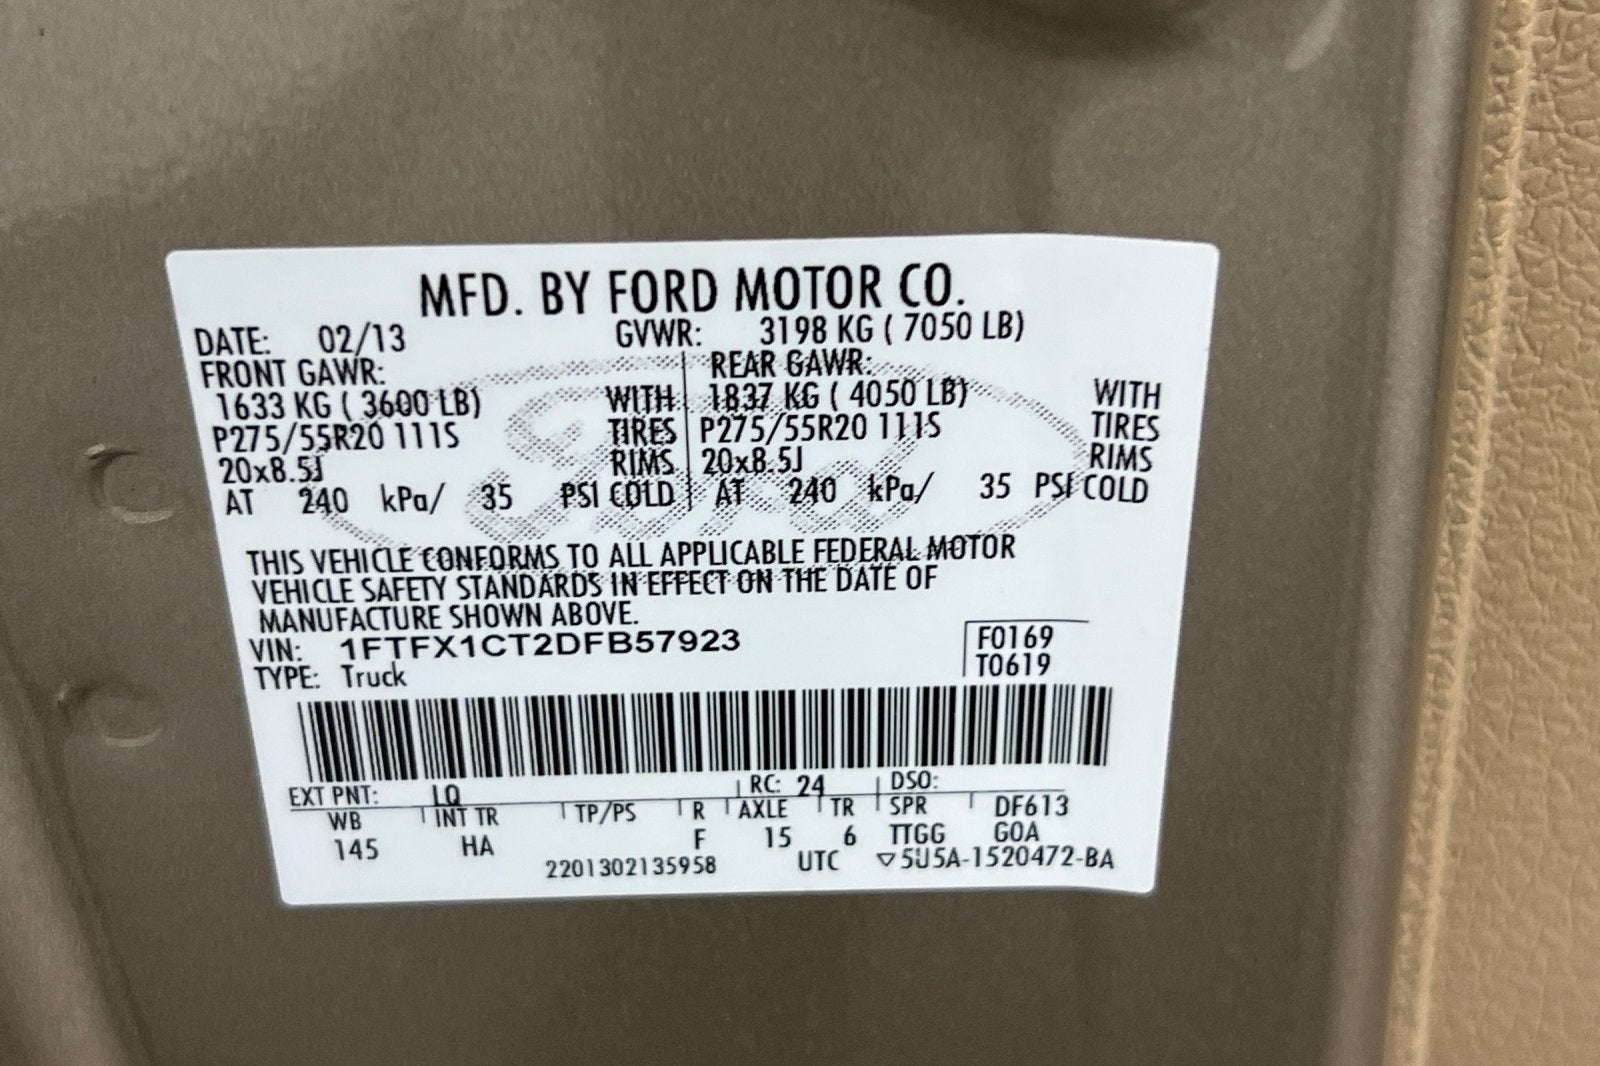 MFD. BY FORD MOTOR CO.
DATE: 02/13 GVWR: 3198 KG ( 7050 LB)
FRONT GAWR: REAR GAWR:
1633 KG ( 3600 LB) WITH 1837 KG ( 4050 LB) WITH
P275/55R20 111S TIRES P275/55R20 111S TIRES
20x8.5J RIMS 20x8.5J RIMS
AT 240 kPa/ 35 PSI COLD AT 240 kPa/ 35 PSI COLD
Ford
THIS VEHICLE CONFORMS TO ALL APPLICABLE FEDERAL MOTOR
VEHICLE SAFETY STANDARDS IN EFFECT ON THE DATE OF
MANUFACTURE SHOWN ABOVE.
VIN: 1FTFX1CT2DFB57923 F0169
TYPE: Truck T0619
EXT PNT: LQ RC: 24 DSO:
WB INT TR TP/PS R AXLE TR SPR DF613
145 HA F 15 6 TTGG GOA
2201302135958 UTC ▽5U5A-1520472-BA